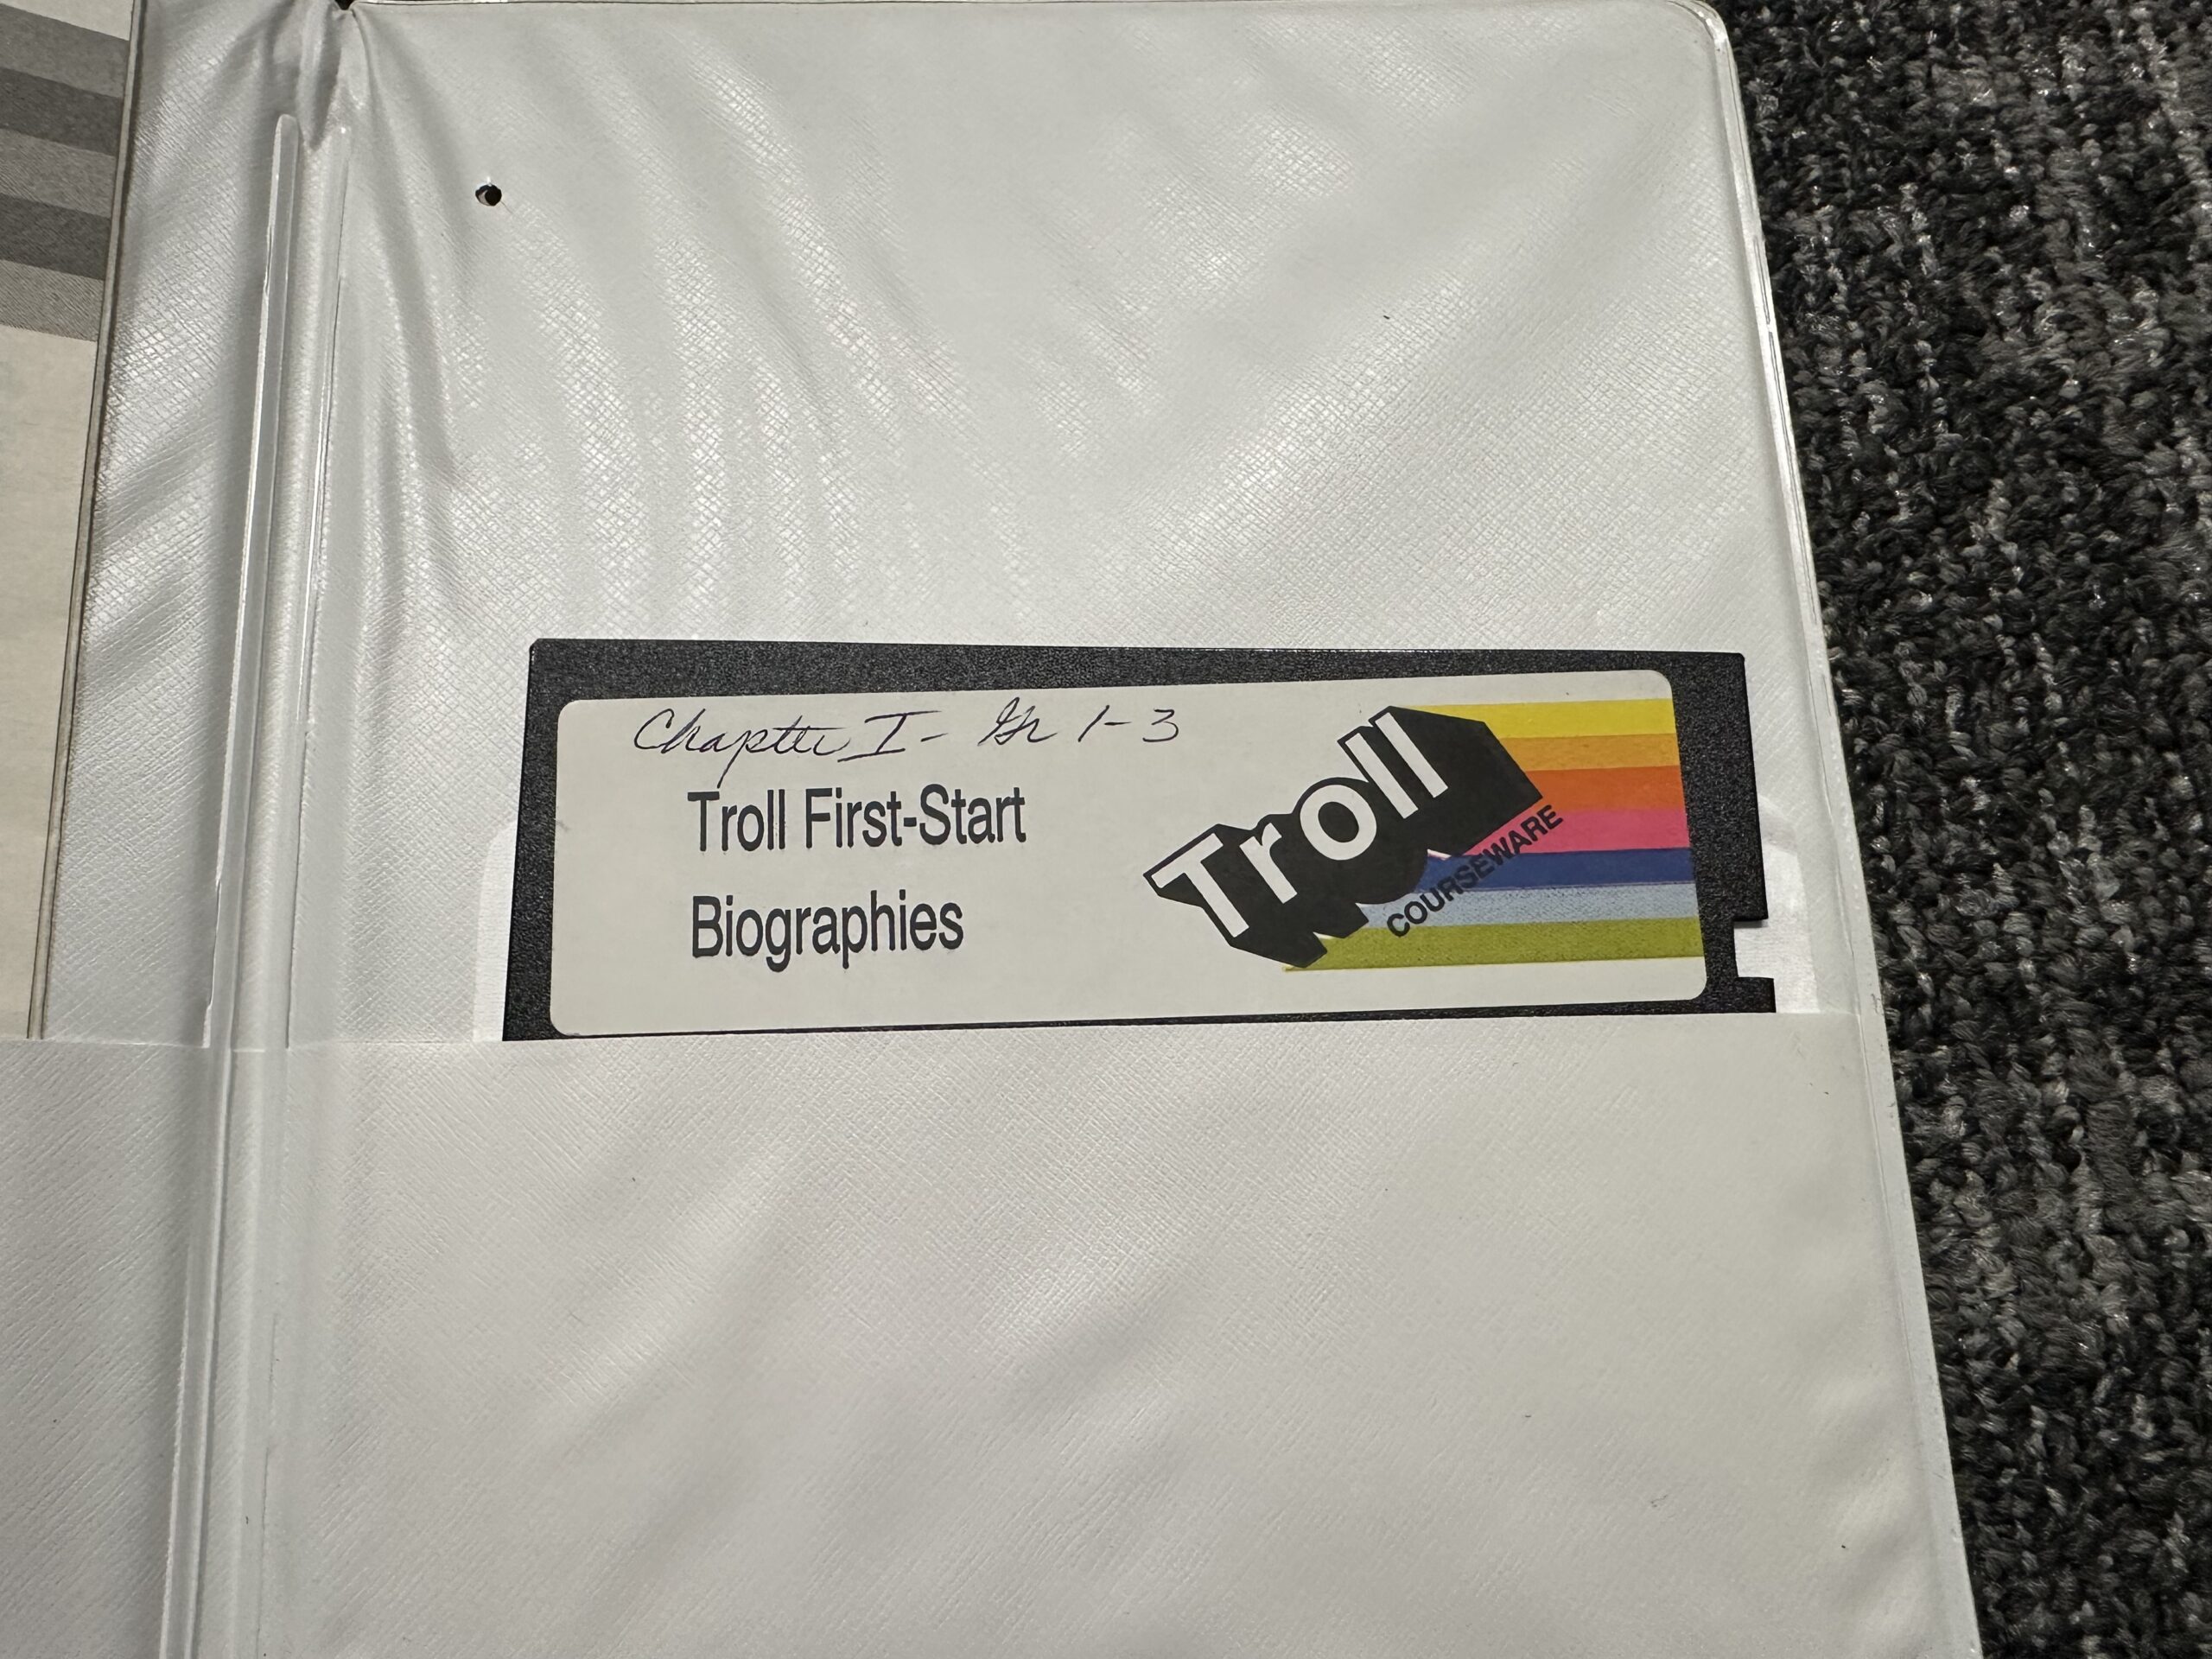 Chapter I - Gr 1-3
Troll First-Start
Biographies
Troll
COURSEWARE